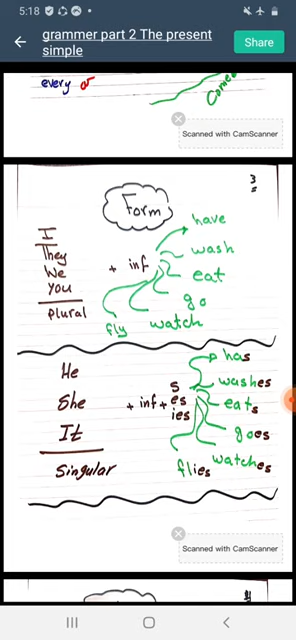 5:18
grammer part 2 The present
simple
Share
every or
comes
Scanned with CamScanner
3
Form
I
They
We
You
Plural
+ inf
have
wash
eat
go
watch
fly
He
She
It
Singular
+ inf +
s
es
ies
has
washes
eats
goes
watches
flies
Scanned with CamScanner